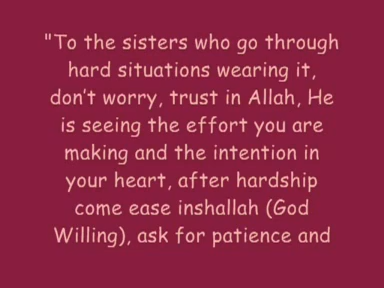 "To the sisters who go through
hard situations wearing it,
don’t worry, trust in Allah, He
is seeing the effort you are
making and the intention in
your heart, after hardship
come ease inshallah (God
Willing), ask for patience and